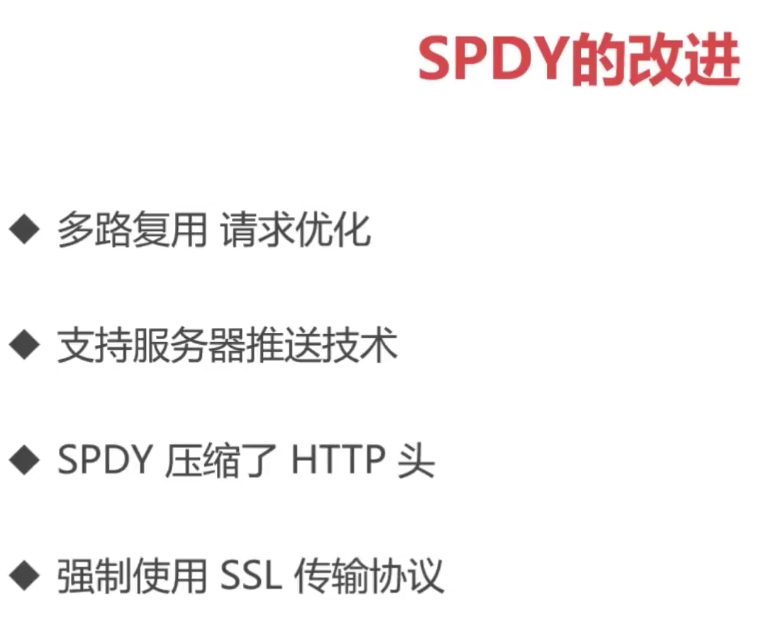 SPDY的改进
◆ 多路复用 请求优化
◆ 支持服务器推送技术
◆ SPDY 压缩了 HTTP 头
◆ 强制使用 SSL 传输协议